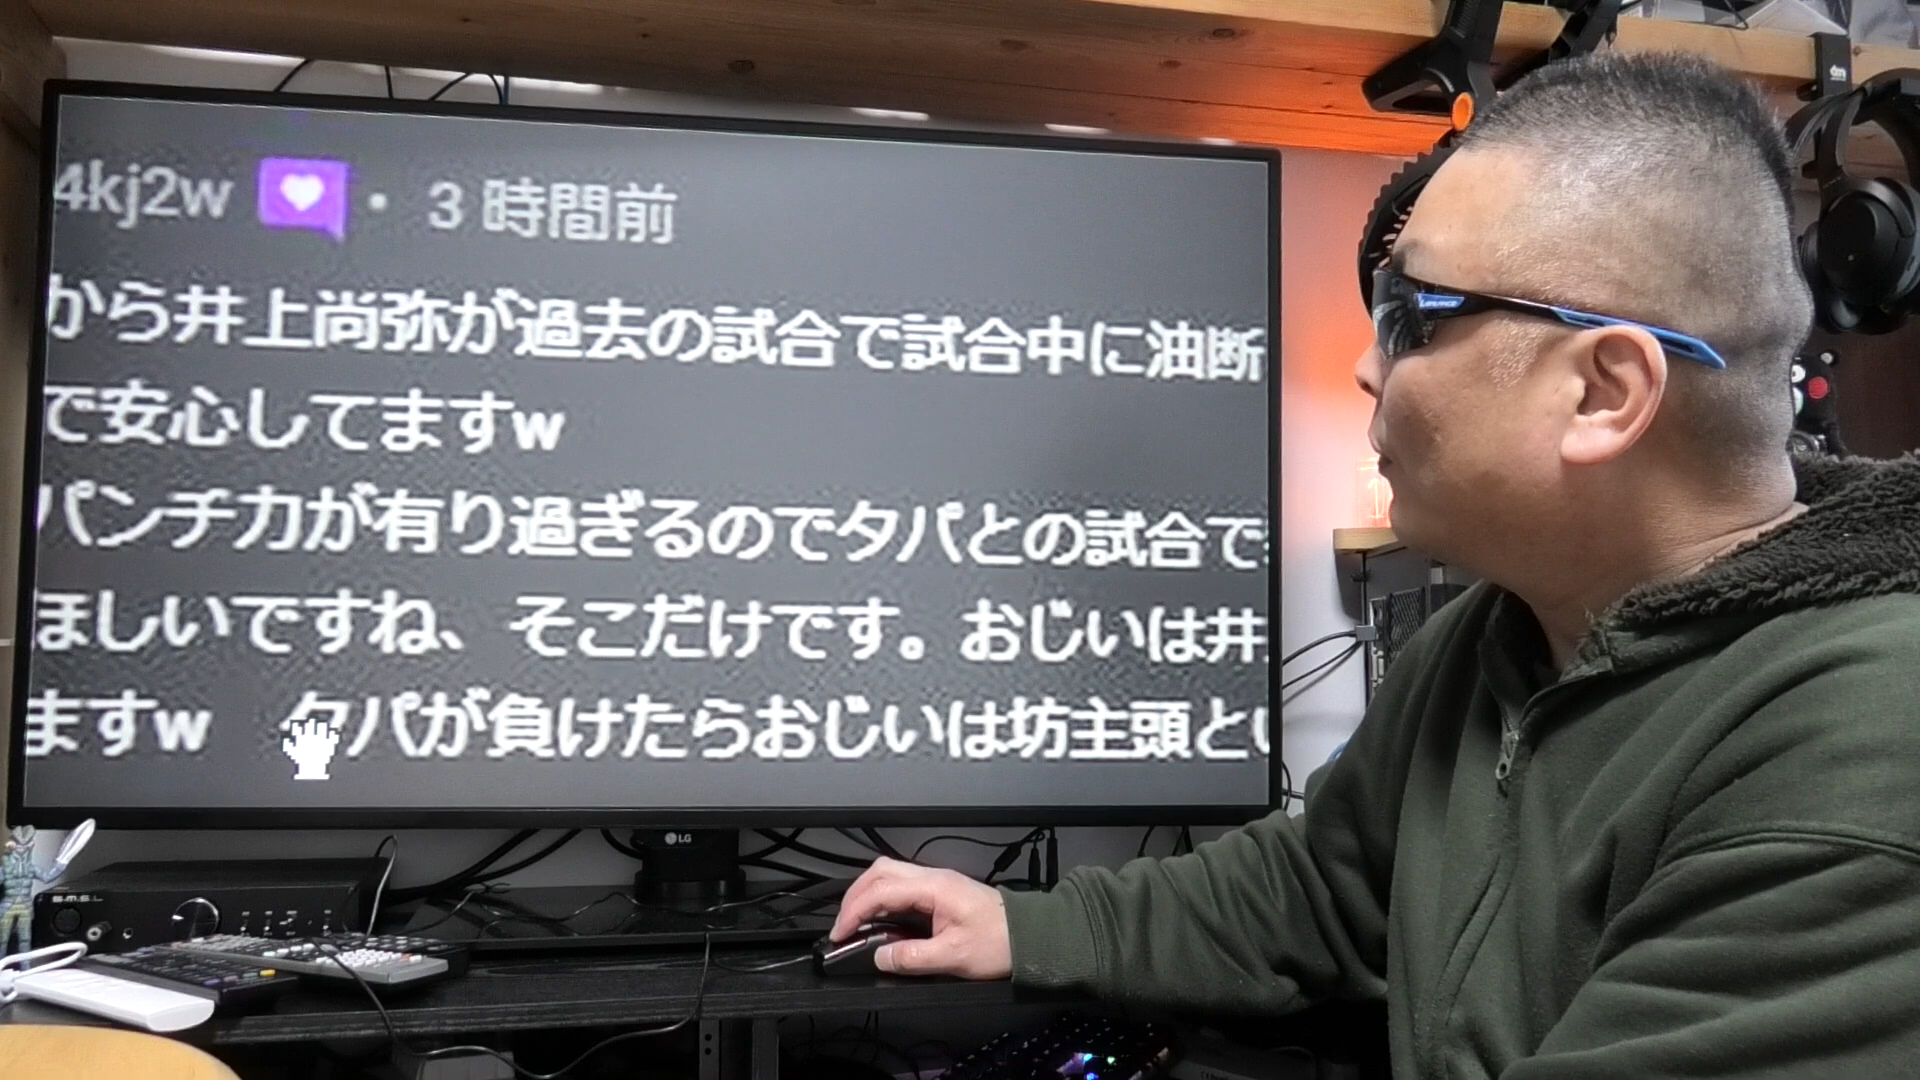 4kj2w ・ 3 時間前
から井上尚弥が過去の試合で試合中に油断
で安心してますw
パンチ力が有り過ぎるのでタパとの試合で
ほしいですね、そこだけです。おじいは井
ますw タパが負けたらおじいは坊主頭とい
LG
S.M.S.L